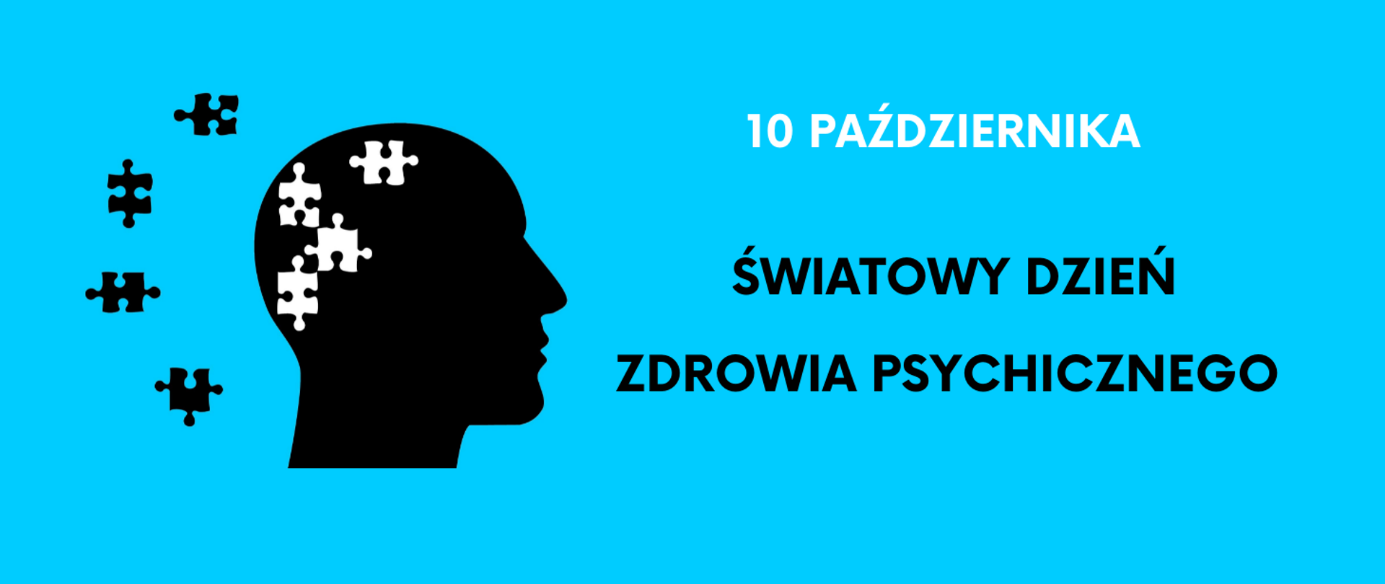 10 PAŹDZIERNIKA
ŚWIATOWY DZIEŃ
ZDROWIA PSYCHICZNEGO